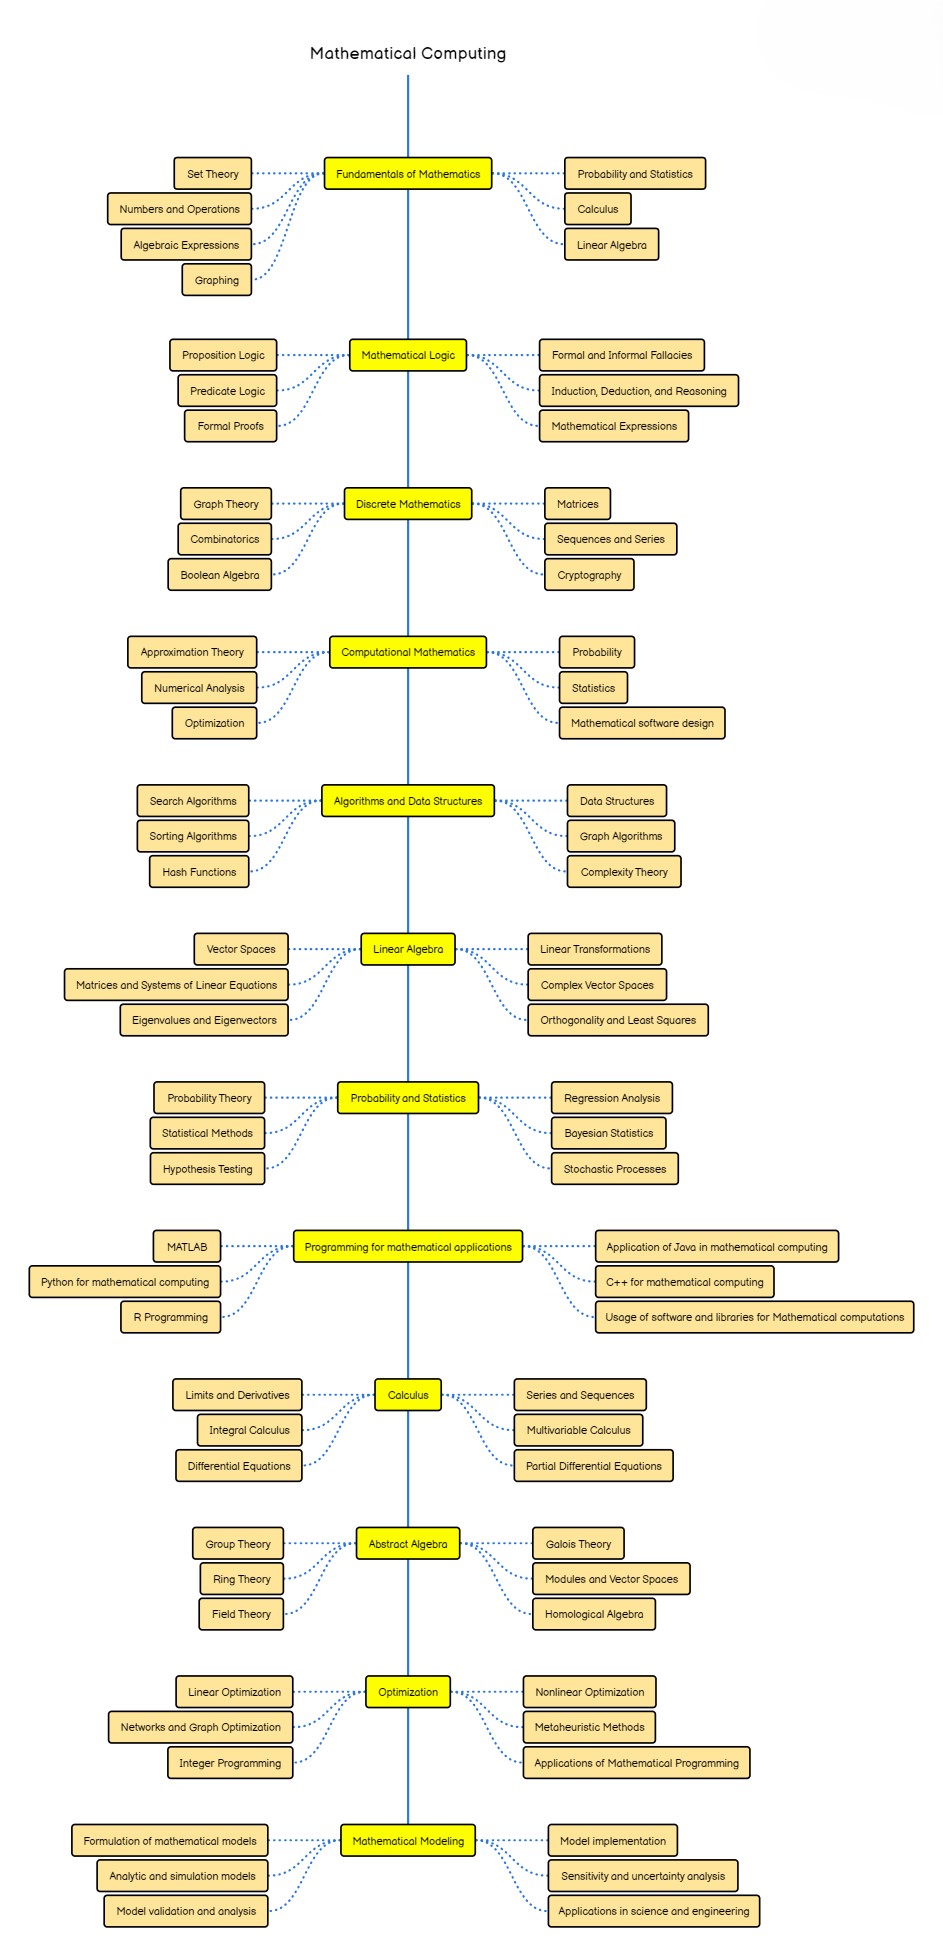 Mathematical Computing
Fundamentals of Mathematics
Set Theory
Numbers and Operations
Algebraic Expressions
Graphing
Probability and Statistics
Calculus
Linear Algebra
Mathematical Logic
Proposition Logic
Predicate Logic
Formal Proofs
Formal and Informal Fallacies
Induction, Deduction, and Reasoning
Mathematical Expressions
Discrete Mathematics
Graph Theory
Combinatorics
Boolean Algebra
Matrices
Sequences and Series
Cryptography
Computational Mathematics
Approximation Theory
Numerical Analysis
Optimization
Probability
Statistics
Mathematical software design
Algorithms and Data Structures
Search Algorithms
Sorting Algorithms
Hash Functions
Data Structures
Graph Algorithms
Complexity Theory
Linear Algebra
Vector Spaces
Matrices and Systems of Linear Equations
Eigenvalues and Eigenvectors
Linear Transformations
Complex Vector Spaces
Orthogonality and Least Squares
Probability and Statistics
Probability Theory
Statistical Methods
Hypothesis Testing
Regression Analysis
Bayesian Statistics
Stochastic Processes
Programming for mathematical applications
MATLAB
Python for mathematical computing
R Programming
Application of Java in mathematical computing
C++ for mathematical computing
Usage of software and libraries for Mathematical computations
Calculus
Limits and Derivatives
Integral Calculus
Differential Equations
Series and Sequences
Multivariable Calculus
Partial Differential Equations
Abstract Algebra
Group Theory
Ring Theory
Field Theory
Galois Theory
Modules and Vector Spaces
Homological Algebra
Optimization
Linear Optimization
Networks and Graph Optimization
Integer Programming
Nonlinear Optimization
Metaheuristic Methods
Applications of Mathematical Programming
Mathematical Modeling
Formulation of mathematical models
Analytic and simulation models
Model validation and analysis
Model implementation
Sensitivity and uncertainty analysis
Applications in science and engineering